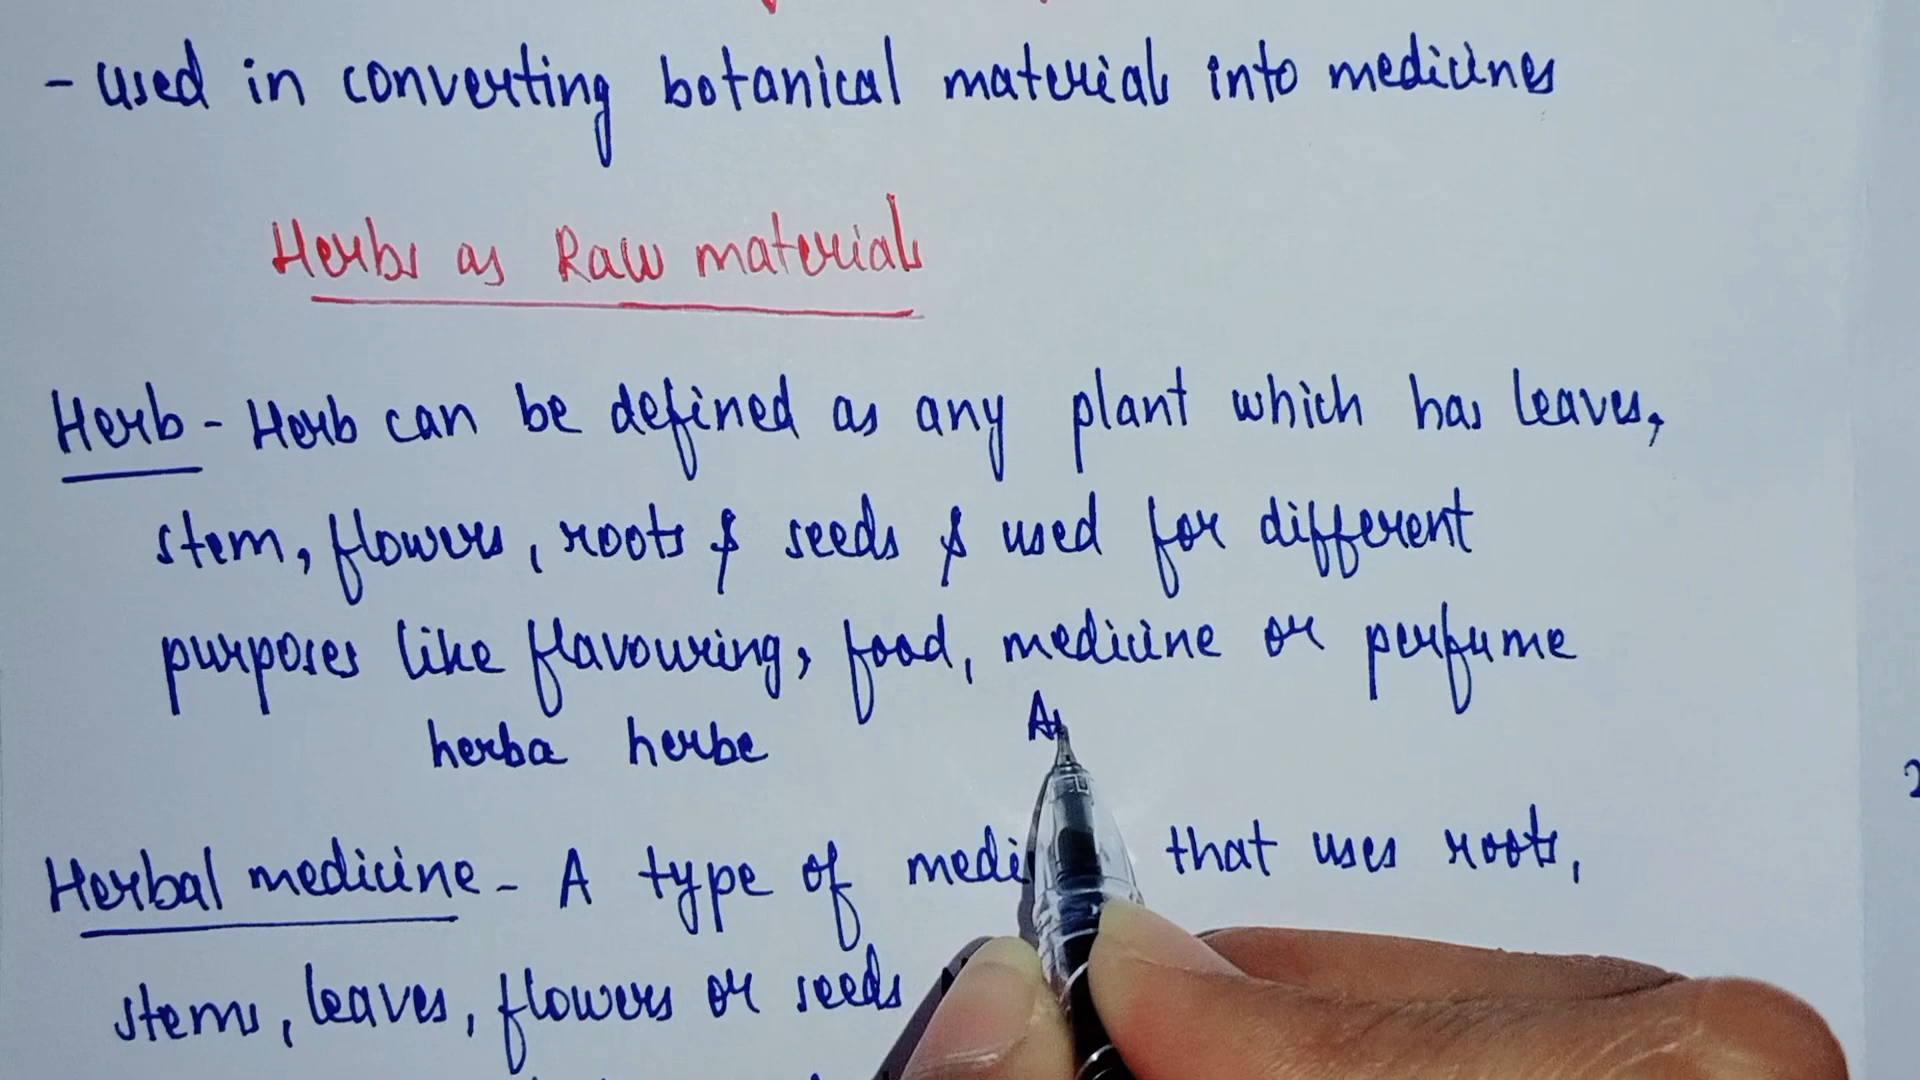 - used in converting botanical materials into medicines
Herbs as Raw materials
Herb - Herb can be defined as any plant which has leaves,
stem, flowers, roots & seeds & used for different
purposes like flavouring, food, medicine or perfume
herba herbe
Herbal medicine - A type of that uses roots,
stems, leaves, flowers or seeds